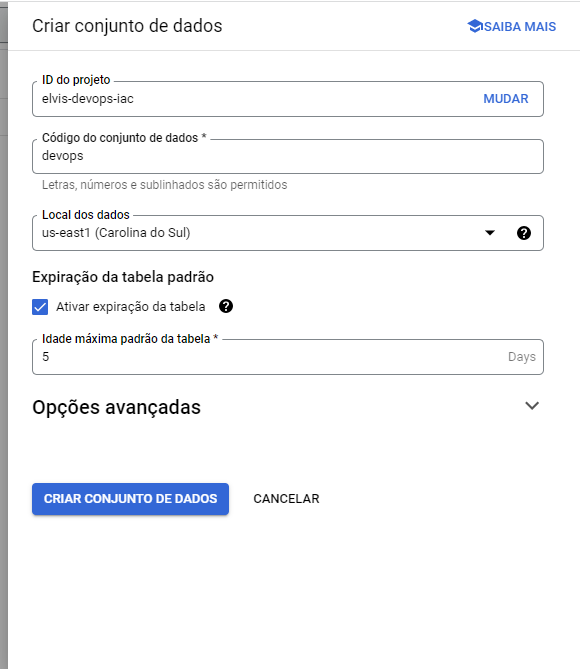 Criar conjunto de dados
SAIBA MAIS
ID do projeto
elvis-devops-iac
MUDAR
Código do conjunto de dados *
devops
Letras, números e sublinhados são permitidos
Local dos dados
us-east1 (Carolina do Sul)
Expiração da tabela padrão
Ativar expiração da tabela
Idade máxima padrão da tabela *
5
Days
Opções avançadas
CRIAR CONJUNTO DE DADOS
CANCELAR